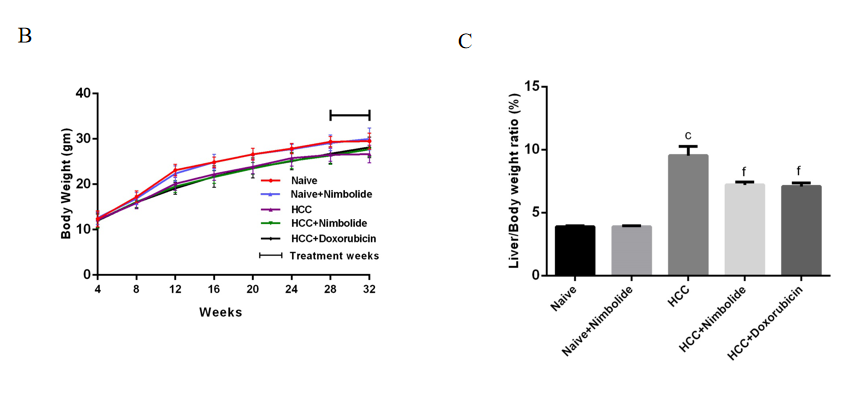 B
Body Weight (gm)
40
30
20
10
0
4 8 12 16 20 24 28 32
Weeks
Naive
Naive+Nimbolide
HCC
HCC+Nimbolide
HCC+Doxorubicin
Treatment weeks
C
Liver/Body weight ratio (%)
15
10
5
0
c
f
f
Naive
Naive+Nimbolide
HCC
HCC+Nimbolide
HCC+Doxorubicin